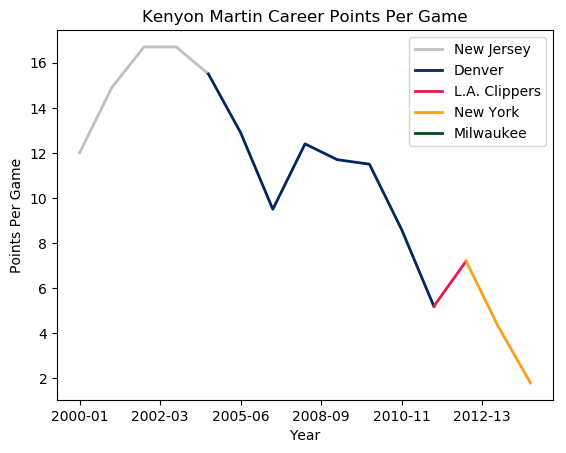 Kenyon Martin Career Points Per Game
New Jersey
Denver
L.A. Clippers
New York
Milwaukee
Points Per Game
16
14
12
10
8
6
4
2
2000-01
2002-03
2005-06
2008-09
2010-11
2012-13
Year